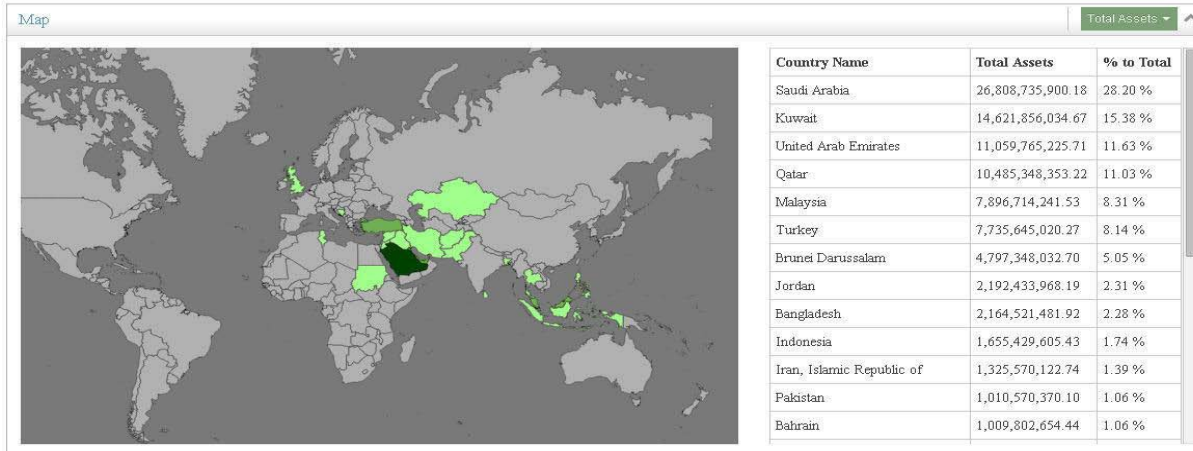 Map
Total Assets
Country Name Total Assets % to Total
Saudi Arabia 26,808,735,900.18 28.20 %
Kuwait 14,621,856,034.67 15.38 %
United Arab Emirates 11,059,765,225.71 11.63 %
Qatar 10,485,348,353.22 11.03 %
Malaysia 7,896,714,241.53 8.31 %
Turkey 7,735,645,020.27 8.14 %
Brunei Darussalam 4,797,348,032.70 5.05 %
Jordan 2,192,433,968.19 2.31 %
Bangladesh 2,164,521,481.92 2.28 %
Indonesia 1,655,429,605.43 1.74 %
Iran, Islamic Republic of 1,325,570,122.74 1.39 %
Pakistan 1,010,570,370.10 1.06 %
Bahrain 1,009,802,654.44 1.06 %